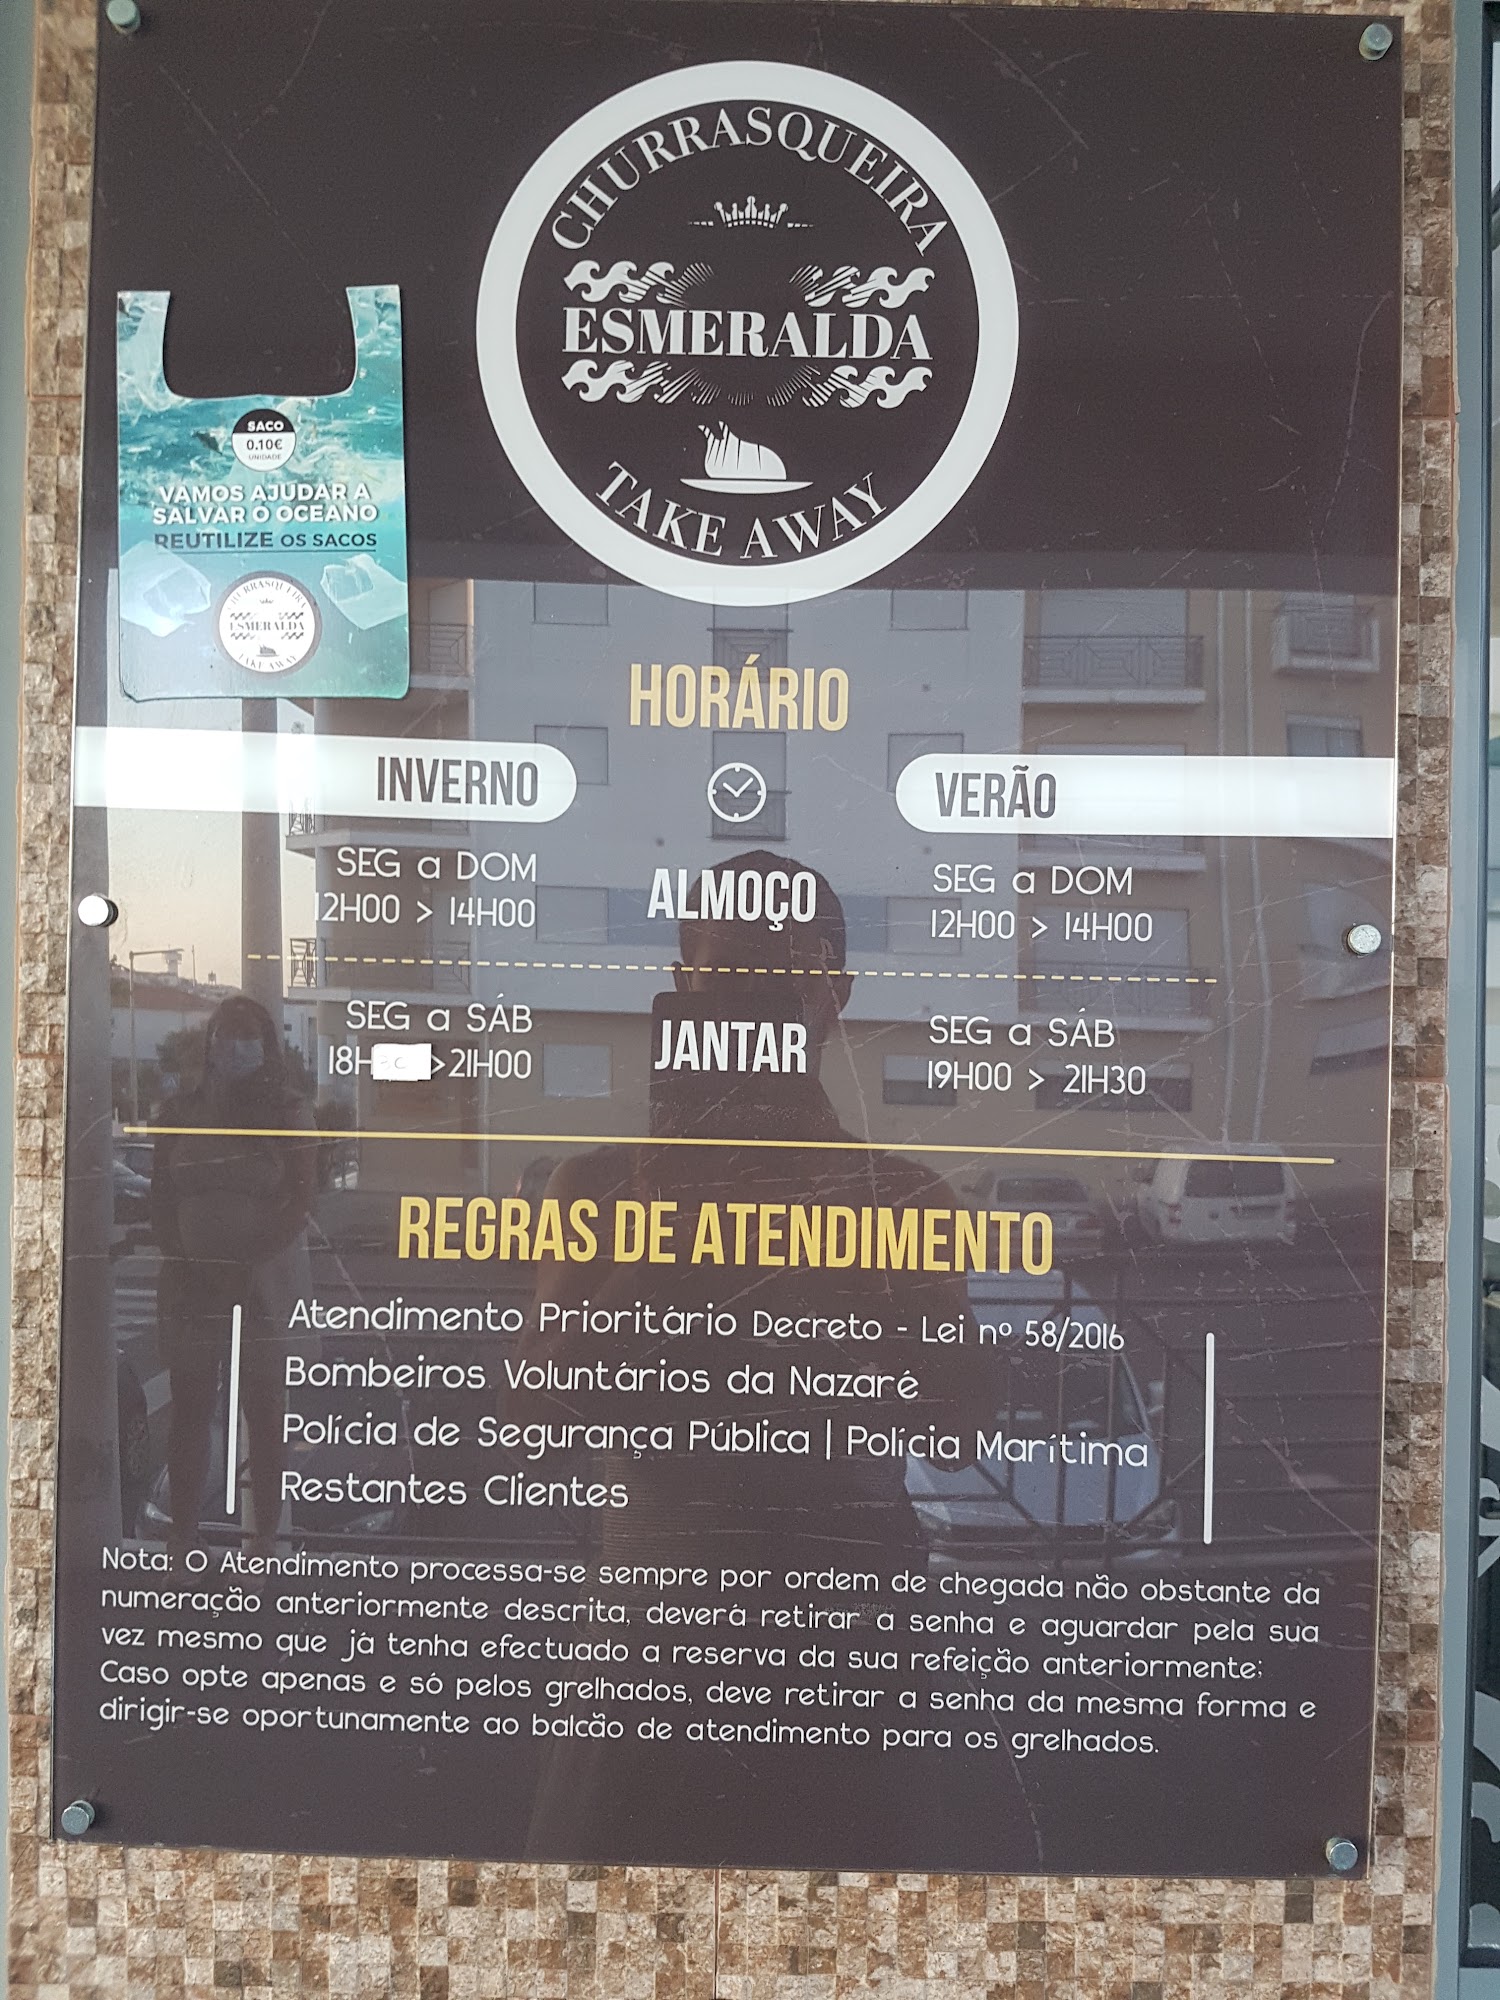 CHURRASQUEIRA
ESMERALDA
TAKE AWAY
SACO
0.10€
UNIDADE
VAMOS AJUDAR A
SALVAR O OCEANO
REUTILIZE OS SACOS
CHURRASQUEIRA
ESMERALDA
TAKE AWAY
HORÁRIO
INVERNO
VERÃO
SEG a DOM
12H00 > 14H00
ALMOÇO
SEG a DOM
12H00 > 14H00
SEG a SÁB
18H30 > 21H00
JANTAR
SEG a SÁB
19H00 > 21H30
REGRAS DE ATENDIMENTO
Atendimento Prioritário Decreto - Lei nº 58/2016
Bombeiros Voluntários da Nazaré
Polícia de Segurança Pública | Polícia Marítima
Restantes Clientes
Nota: O Atendimento processa-se sempre por ordem de chegada não obstante da
numeração anteriormente descrita, deverá retirar a senha e aguardar pela sua
vez mesmo que já tenha efectuado a reserva da sua refeição anteriormente;
Caso opte apenas e só pelos grelhados, deve retirar a senha da mesma forma e
dirigir-se oportunamente ao balcão de atendimento para os grelhados.